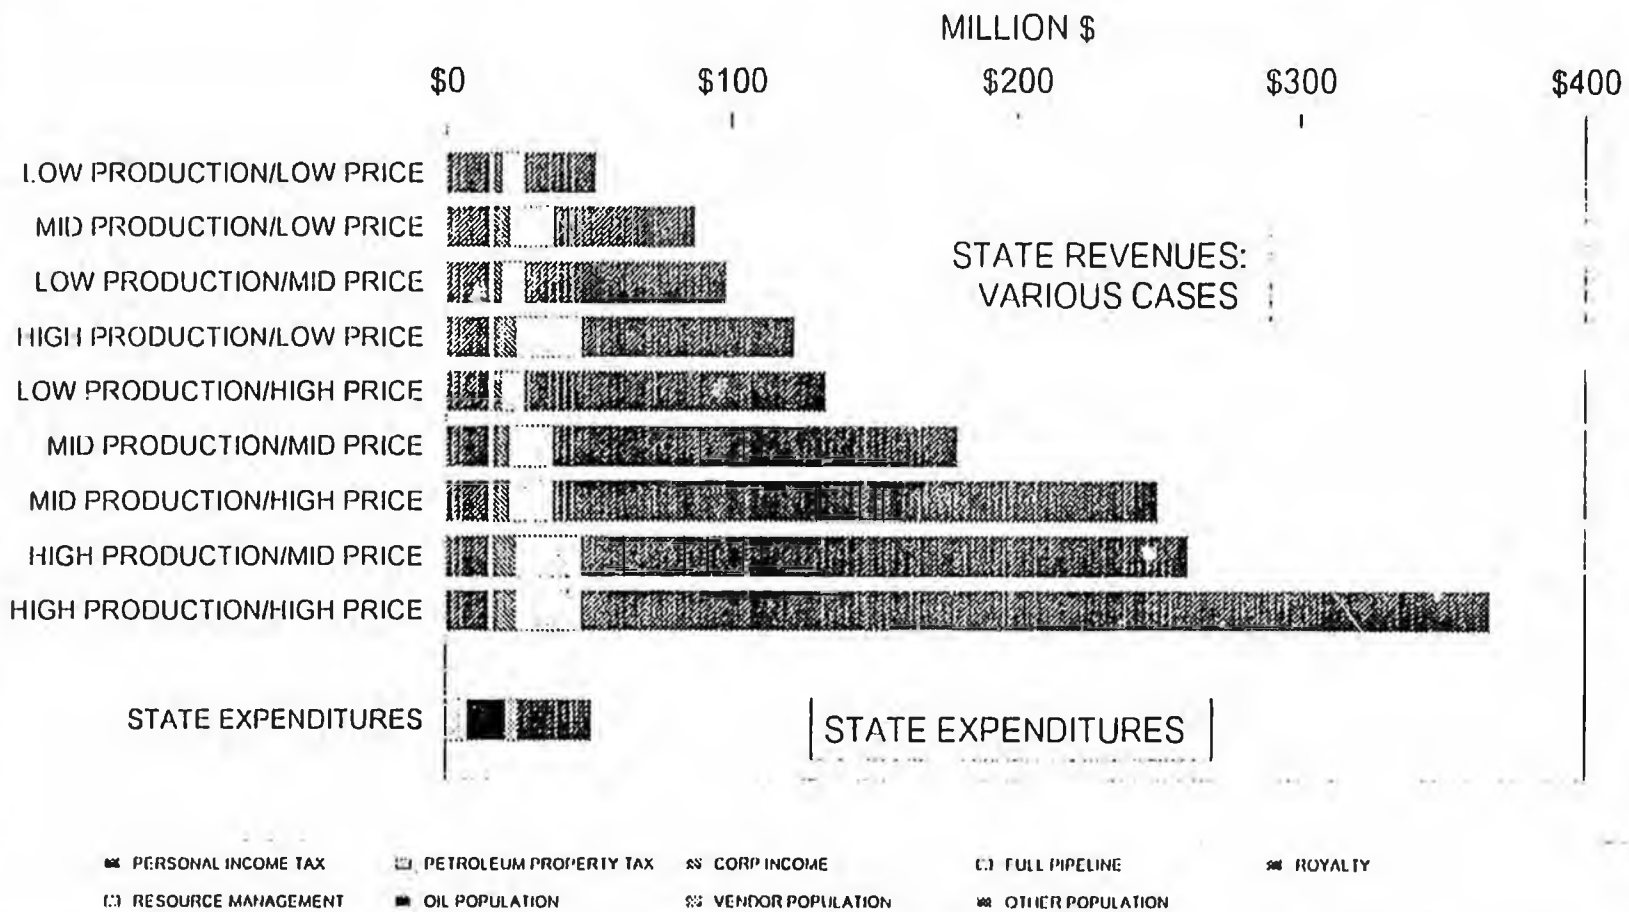 MILLION $
$0 $100 $200 $300 $400
LOW PRODUCTION/LOW PRICE
MID PRODUCTION/LOW PRICE
LOW PRODUCTION/MID PRICE
HIGH PRODUCTION/LOW PRICE
LOW PRODUCTION/HIGH PRICE
MID PRODUCTION/MID PRICE
MID PRODUCTION/HIGH PRICE
HIGH PRODUCTION/MID PRICE
HIGH PRODUCTION/HIGH PRICE
STATE REVENUES:
VARIOUS CASES
STATE EXPENDITURES
STATE EXPENDITURES
PERSONAL INCOME TAX PETROLEUM PROPERTY TAX CORP INCOME FULL PIPELINE ROYALTY
RESOURCE MANAGEMENT OIL POPULATION VENDOR POPULATION OTHER POPULATION